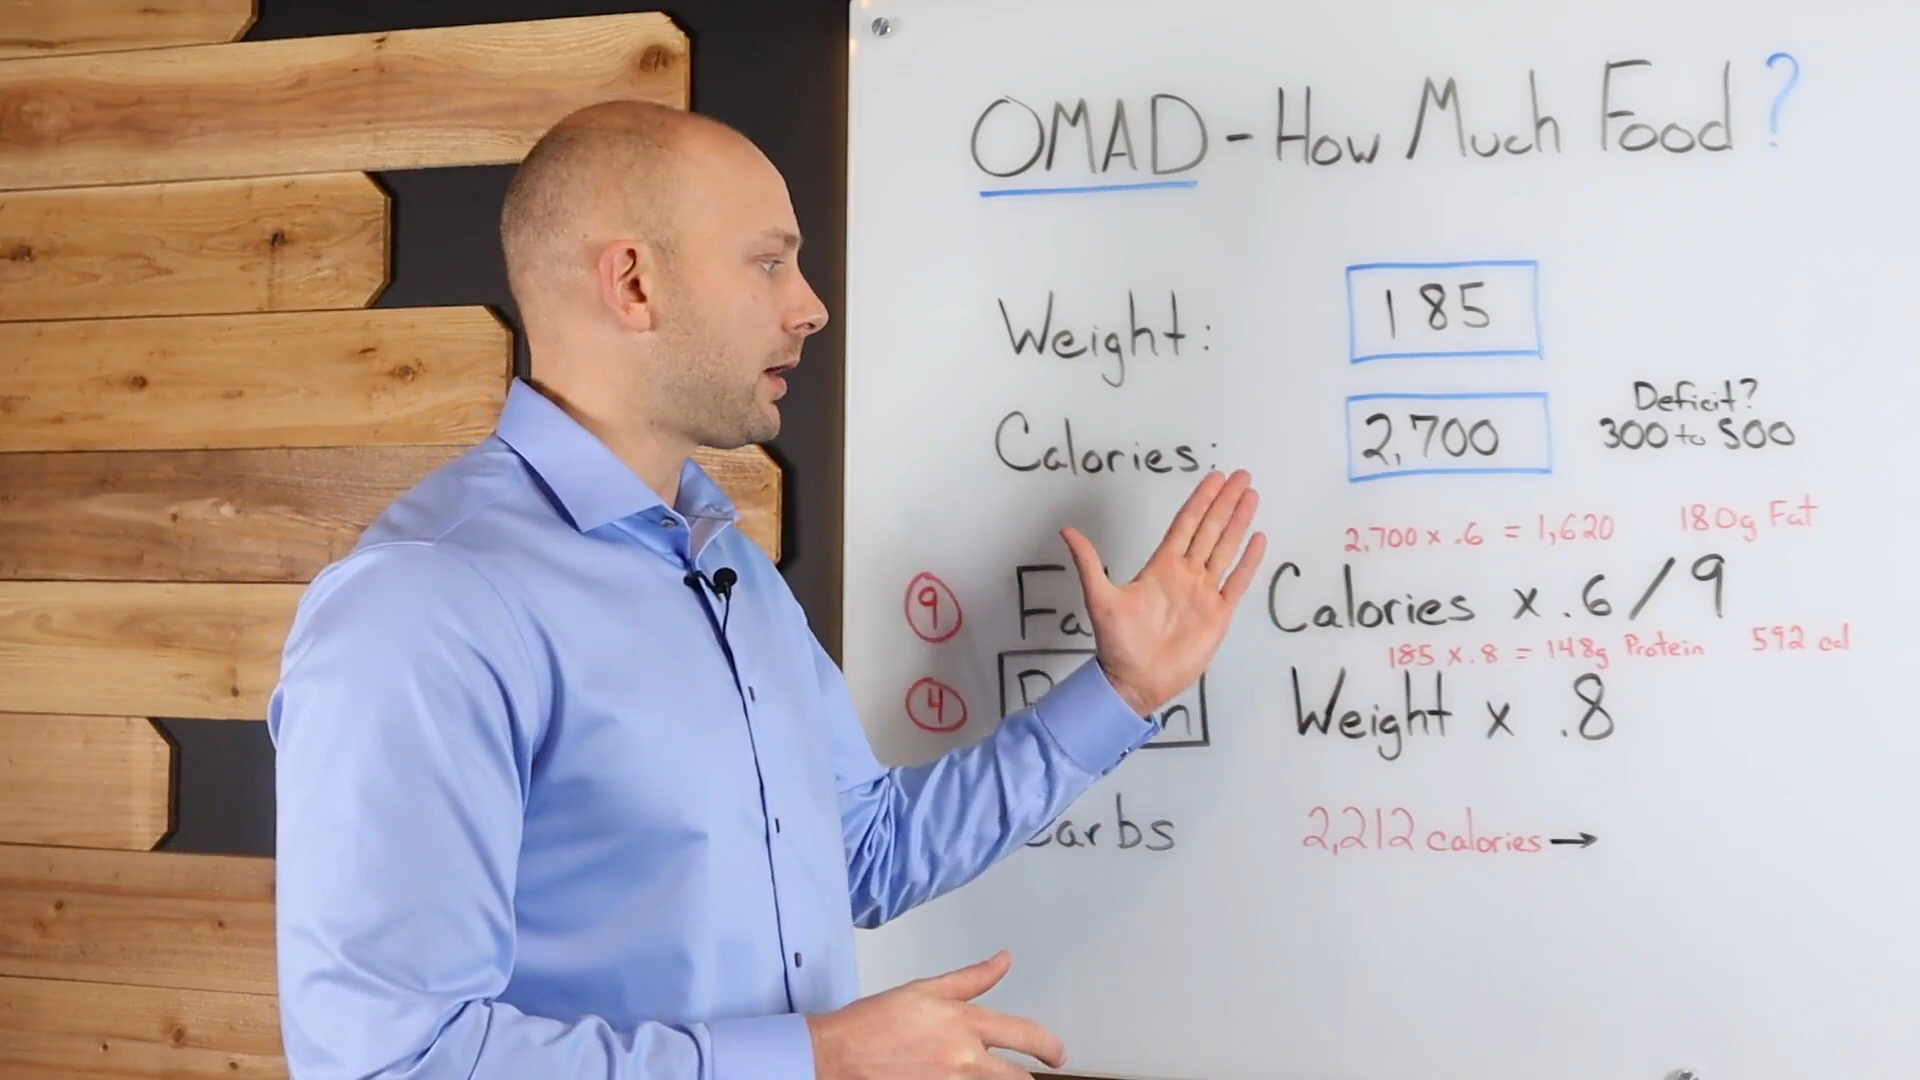 OMAD - How Much Food?
Weight: 185
Calories: 2,700
Deficit?
300 to 500
2,700 x .6 = 1,620 180g Fat
9 Calories x .6 / 9
185 x .8 = 148g Protein 592 cal
4 Weight x .8
Carbs 2,212 calories →